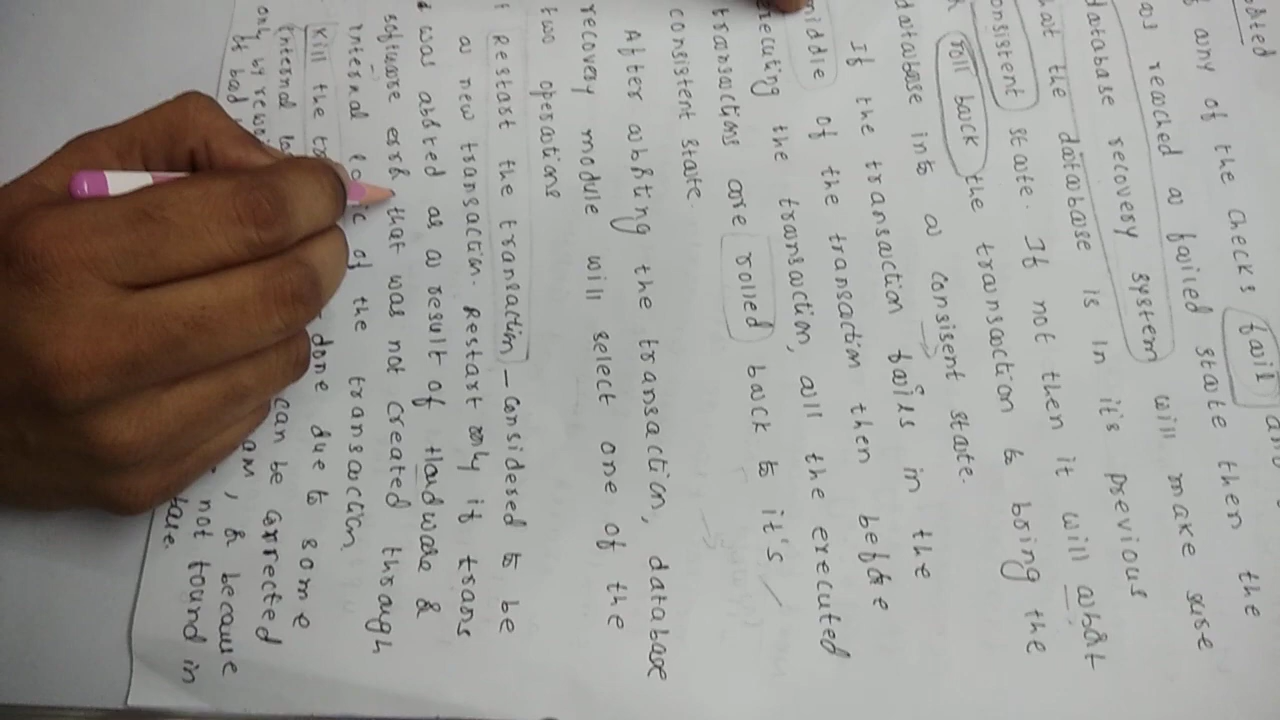 and
If any of the checks fail then the
has reached a failed state then
database recovery system will make sure
that the database is in it's previous
consistent state. If not then it will abort
roll back the transaction to bring the
database into a consisent state.
If the transaction fails in the
middle of the transaction then before
executing the transaction, all the executed
transactions are rolled back to it's
consistent state.
After aborting the transaction, database
recovery module will select one of the
two operations
Restart the transaction - considered to be
a new transaction. Restart only if trans
was aborted as a result of Hardware &
software error that was not created through
internal logic of the transaction.
Kill the done due to some
internal can be corrected
only by , & because
It bad not found in